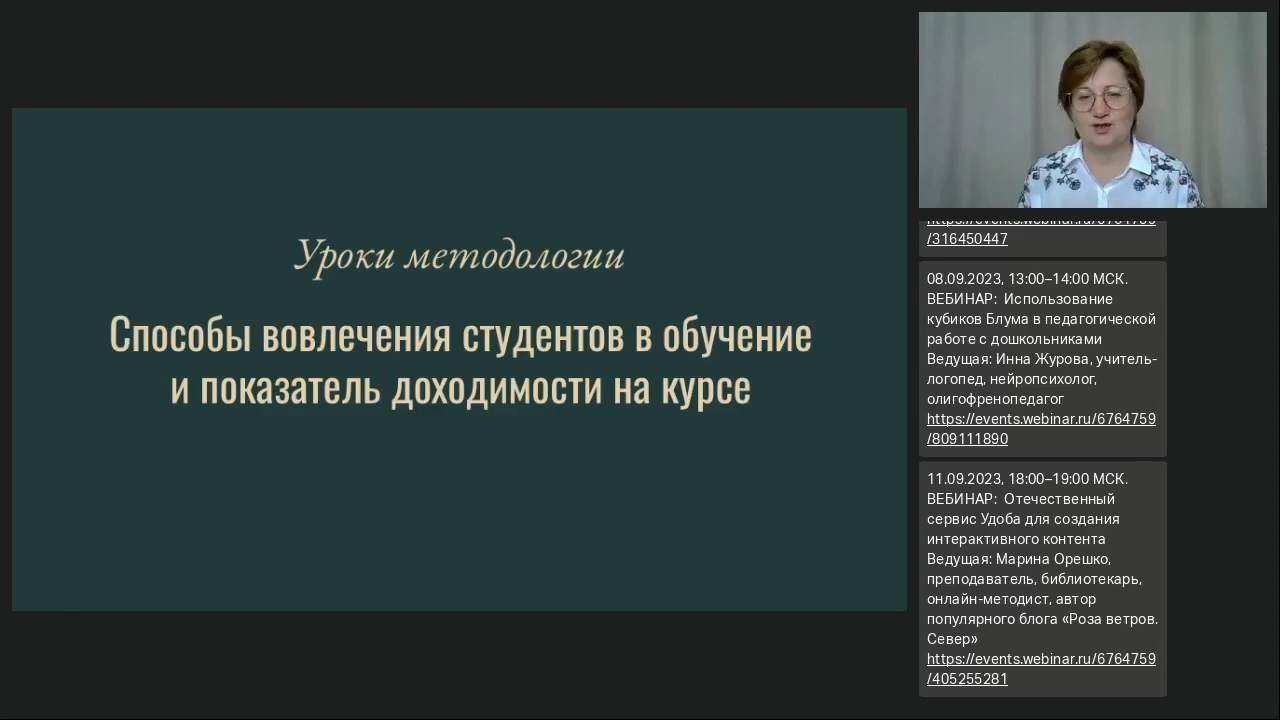 Уроки методологии
Способы вовлечения студентов в обучение
и показатель доходимости на курсе
/316450447
08.09.2023, 13:00–14:00 МСК.
ВЕБИНАР:  Использование
кубиков Блума в педагогической
работе с дошкольниками
Ведущая: Инна Журова, учитель-
логопед, нейропсихолог,
олигофренопедагог
https://events.webinar.ru/6764759
/809111890
11.09.2023, 18:00–19:00 МСК.
ВЕБИНАР:  Отечественный
сервис Удоба для создания
интерактивного контента
Ведущая: Марина Орешко,
преподаватель, библиотекарь,
онлайн-методист, автор
популярного блога «Роза ветров.
Север»
https://events.webinar.ru/6764759
/405255281